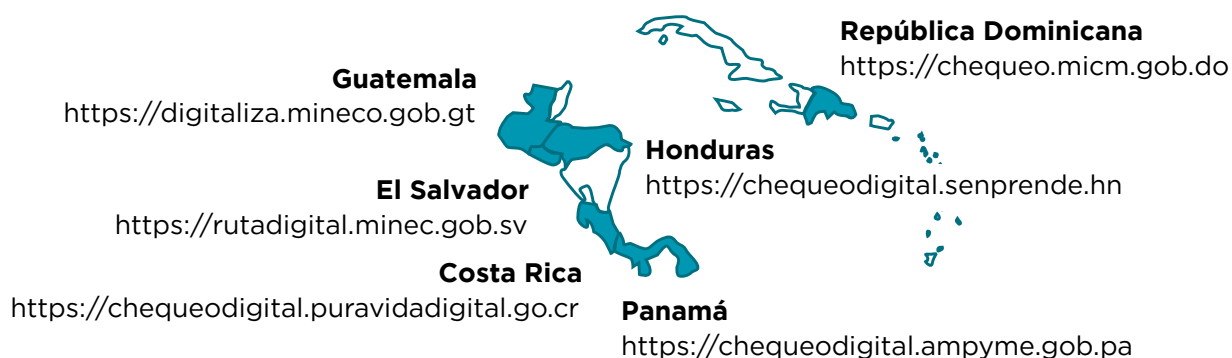 República Dominicana
https://chequeo.micm.gob.do
Guatemala
https://digitaliza.mineco.gob.gt
Honduras
https://chequeodigital.senprende.hn
El Salvador
https://rutadigital.minec.gob.sv
Costa Rica
https://chequeodigital.puravidadigital.go.cr
Panamá
https://chequeodigital.ampyme.gob.pa